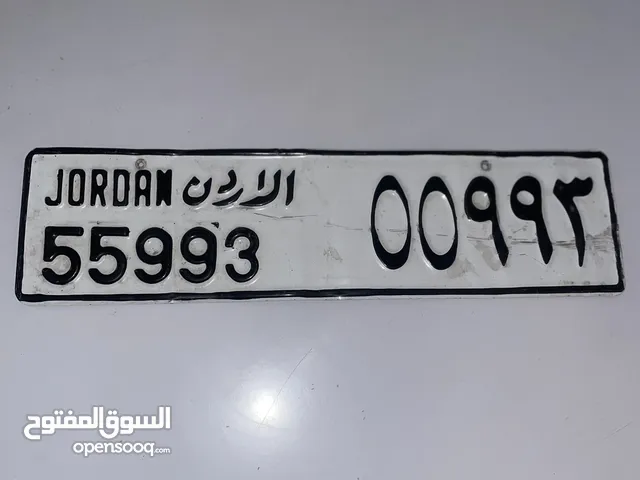 JORDAN الاردن
55993
٥٥٩٩٣
السوق المفتوح
opensooq.com